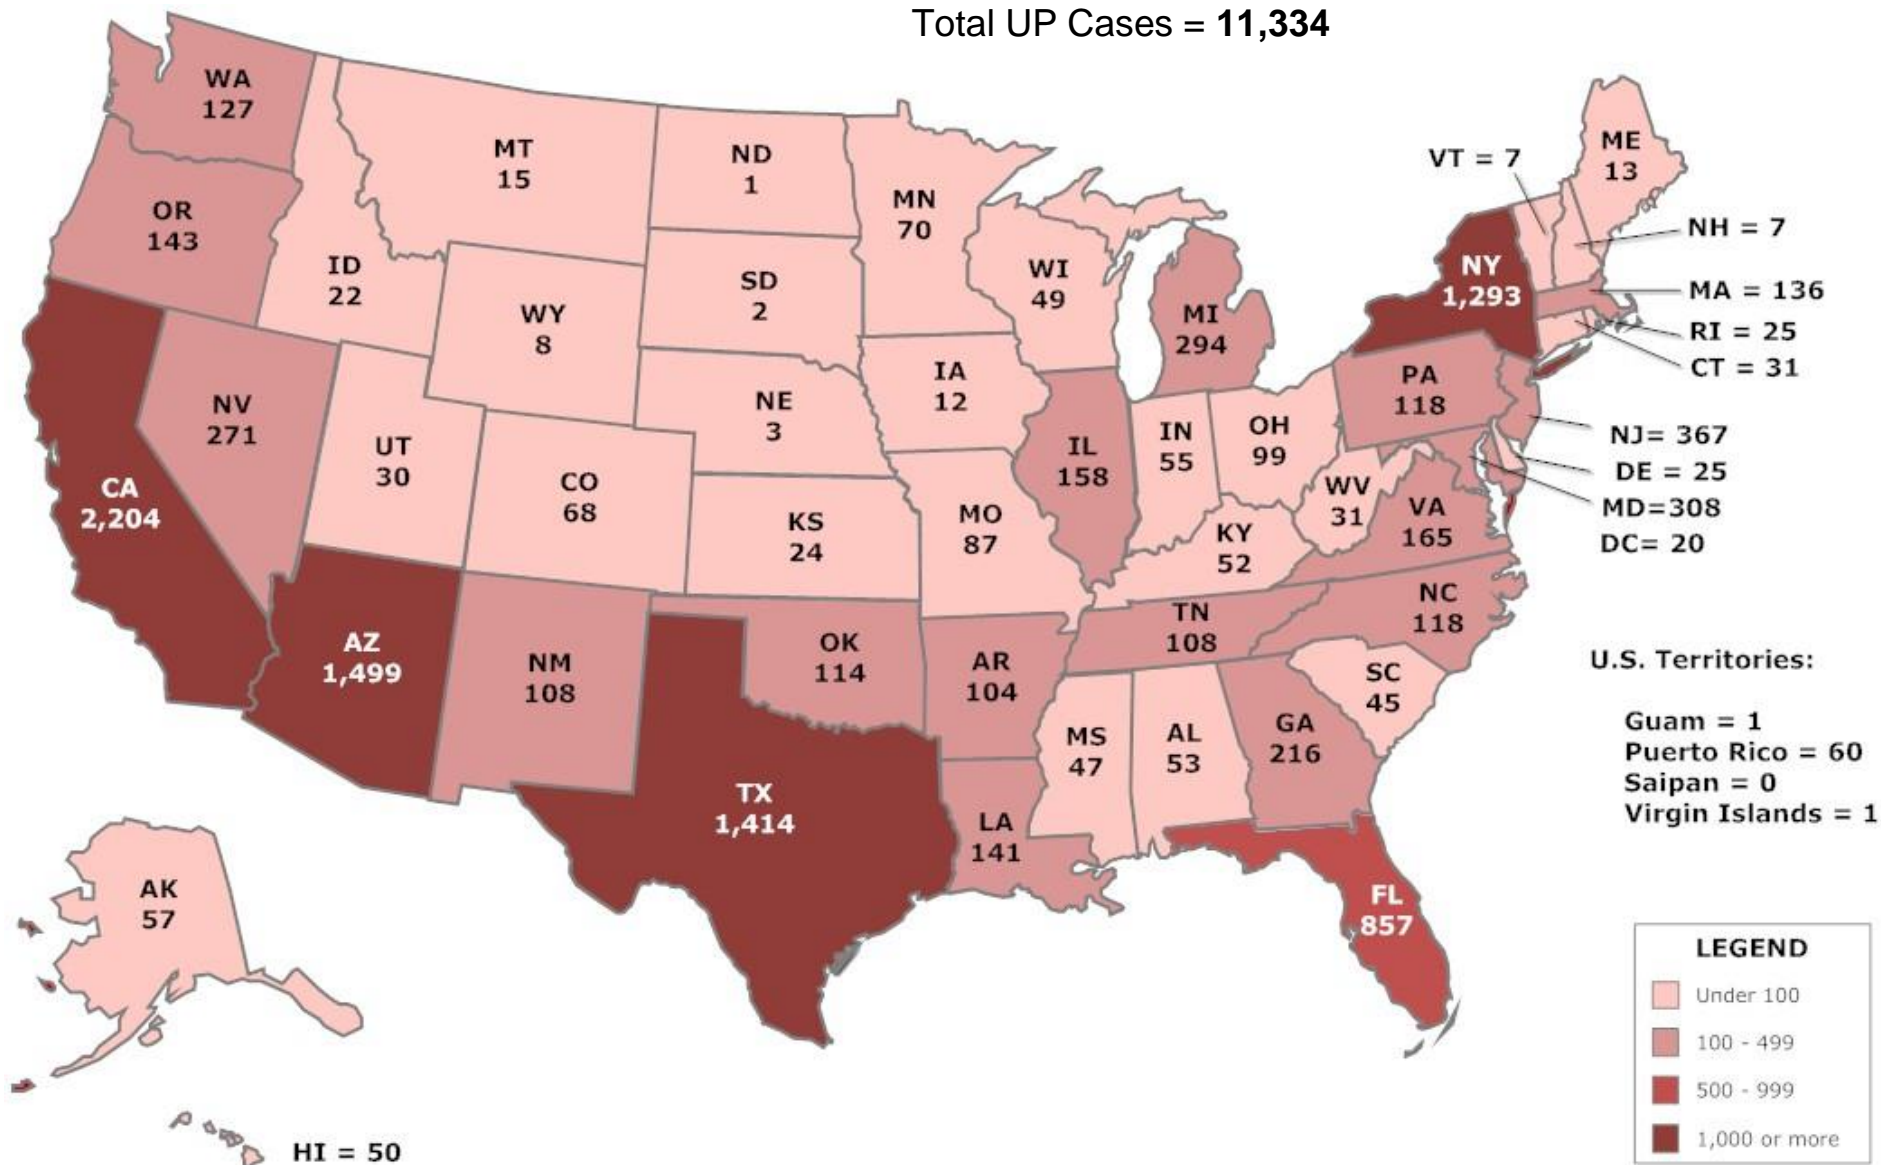 Total UP Cases = 11,334
WA
127
OR
143
CA
2,204
NV
271
ID
22
MT
15
WY
8
UT
30
AZ
1,499
CO
68
NM
108
ND
1
SD
2
NE
3
KS
24
OK
114
TX
1,414
MN
70
IA
12
MO
87
AR
104
LA
141
WI
49
IL
158
MI
294
IN
55
OH
99
KY
52
TN
108
MS
47
AL
53
GA
216
FL
857
SC
45
NC
118
VA
165
WV
31
PA
118
NY
1,293
ME
13
VT = 7
NH = 7
MA = 136
RI = 25
CT = 31
NJ= 367
DE = 25
MD=308
DC= 20
U.S. Territories:
Guam = 1
Puerto Rico = 60
Saipan = 0
Virgin Islands = 1
AK
57
HI = 50
LEGEND
Under 100
100 - 499
500 - 999
1,000 or more